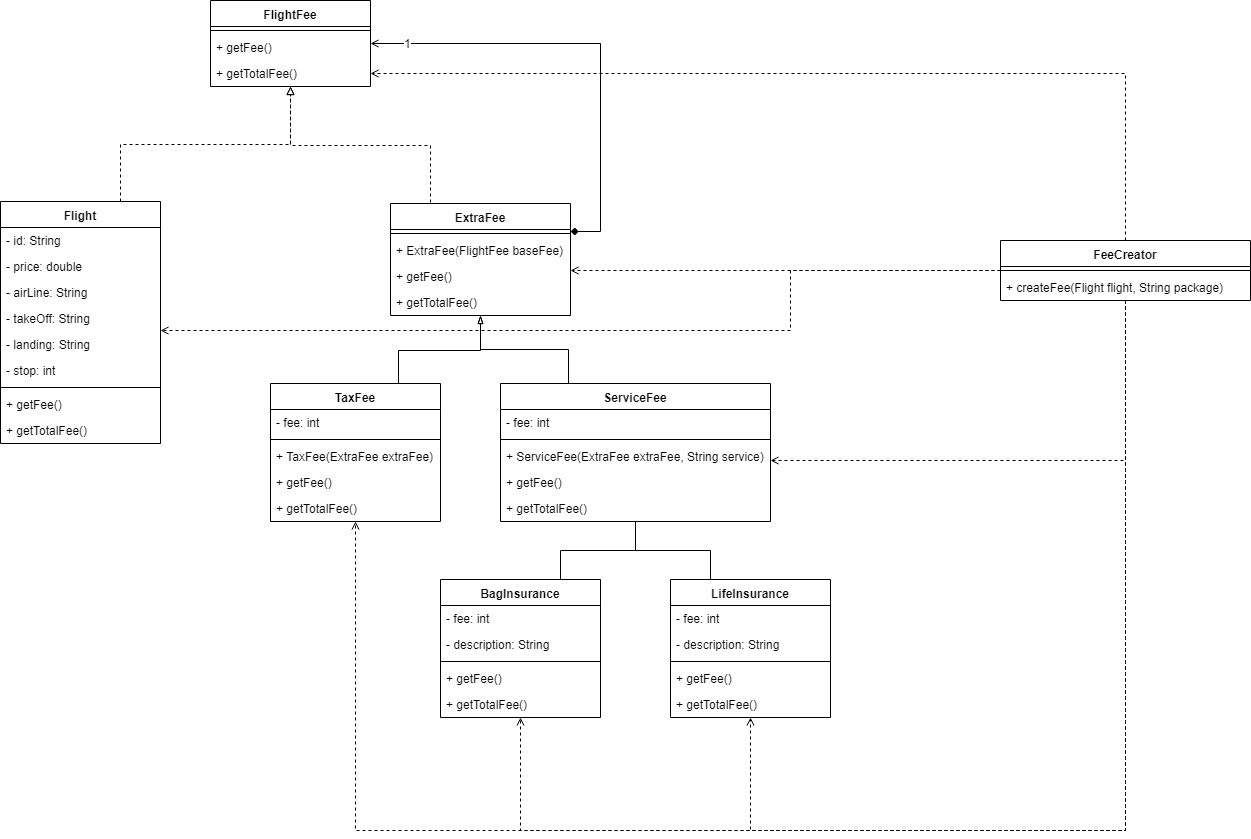 FlightFee
+ getFee()
+ getTotalFee()
1
Flight
- id: String
- price: double
- airLine: String
- takeOff: String
- landing: String
- stop: int
+ getFee()
+ getTotalFee()
ExtraFee
+ ExtraFee(FlightFee baseFee)
+ getFee()
+ getTotalFee()
FeeCreator
+ createFee(Flight flight, String package)
TaxFee
- fee: int
+ TaxFee(ExtraFee extraFee)
+ getFee()
+ getTotalFee()
ServiceFee
- fee: int
+ ServiceFee(ExtraFee extraFee, String service)
+ getFee()
+ getTotalFee()
BagInsurance
- fee: int
- description: String
+ getFee()
+ getTotalFee()
LifeInsurance
- fee: int
- description: String
+ getFee()
+ getTotalFee()